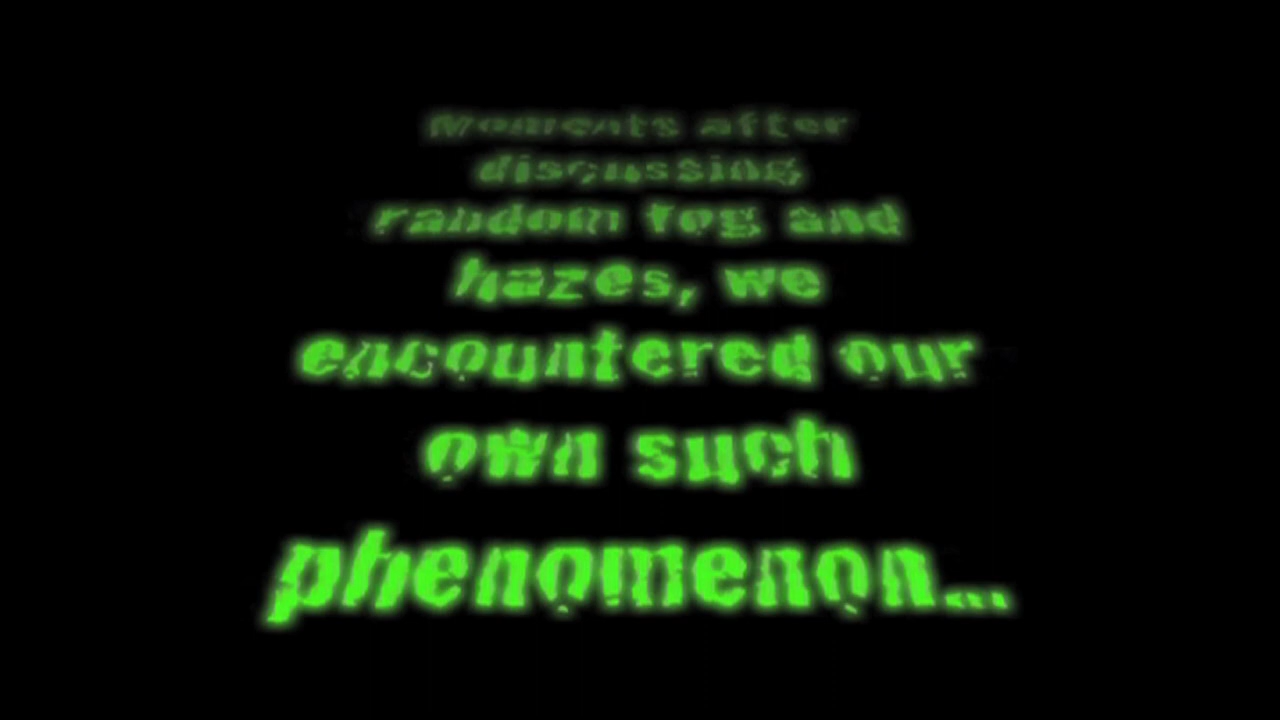 Moments after
discussing
random fog and
hazes, we
encountered our
own such
phenomenon...